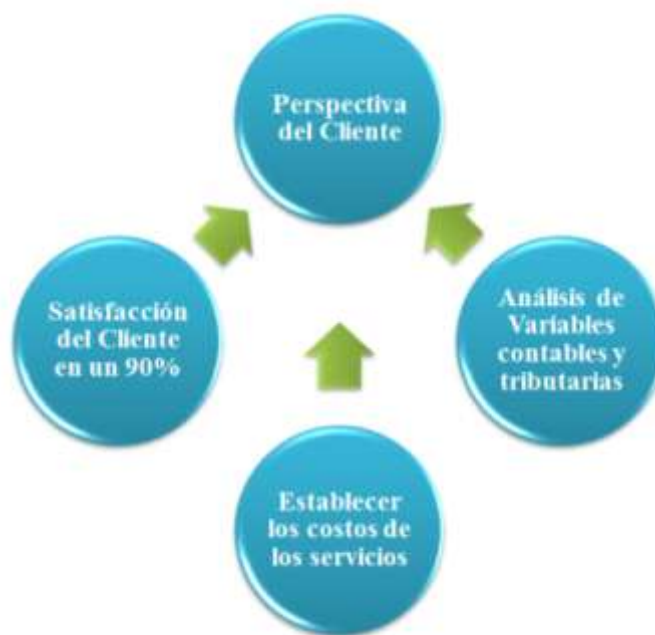 Perspectiva
del Cliente
Satisfacción
del Cliente
en un 90%
Análisis de
Variables
contables y
tributarias
Establecer
los costos de
los servicios